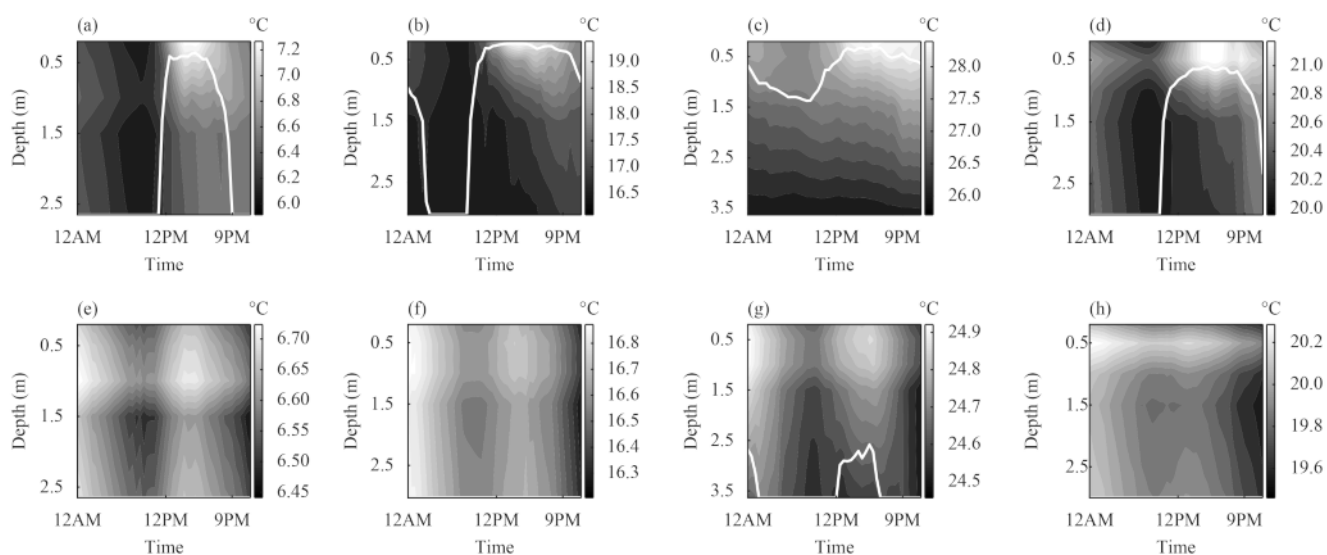 (a) °C (b) °C (c) °C (d) °C
0.5 1.5 2.5 Depth (m) 7.2 7.0 6.8 6.6 6.4 6.2 6.0
0.5 1.5 2.5 Depth (m) 19.0 18.5 18.0 17.5 17.0 16.5
0.5 1.5 2.5 3.5 Depth (m) 28.0 27.5 27.0 26.5 26.0
0.5 1.5 2.5 Depth (m) 21.0 20.8 20.6 20.4 20.2 20.0
12AM 12PM 9PM 12AM 12PM 9PM 12AM 12PM 9PM 12AM 12PM 9PM
Time Time Time Time
(e) °C (f) °C (g) °C (h) °C
0.5 1.5 2.5 Depth (m) 6.70 6.65 6.60 6.55 6.50 6.45
0.5 1.5 2.5 Depth (m) 16.8 16.7 16.6 16.5 16.4 16.3
0.5 1.5 2.5 3.5 Depth (m) 24.9 24.8 24.7 24.6 24.5
0.5 1.5 2.5 Depth (m) 20.2 20.0 19.8 19.6
12AM 12PM 9PM 12AM 12PM 9PM 12AM 12PM 9PM 12AM 12PM 9PM
Time Time Time Time